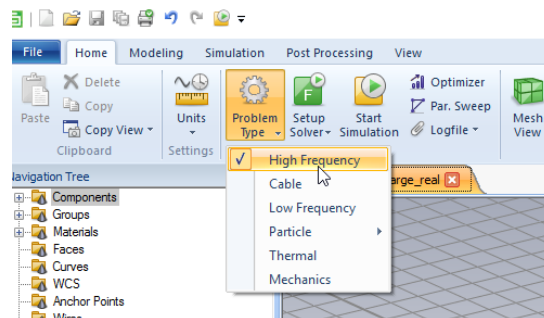 File Home Modeling Simulation Post Processing View
Paste
Delete
Copy
Copy View
Clipboard
Units
Settings
Problem
Type
F
Setup
Solver
Start
Simulation
Optimizer
Par. Sweep
Logfile
Mesh
View
High Frequency
Cable
Low Frequency
Particle
Thermal
Mechanics
arge_real
Navigation Tree
Components
Groups
Materials
Faces
Curves
WCS
Anchor Points
Wires